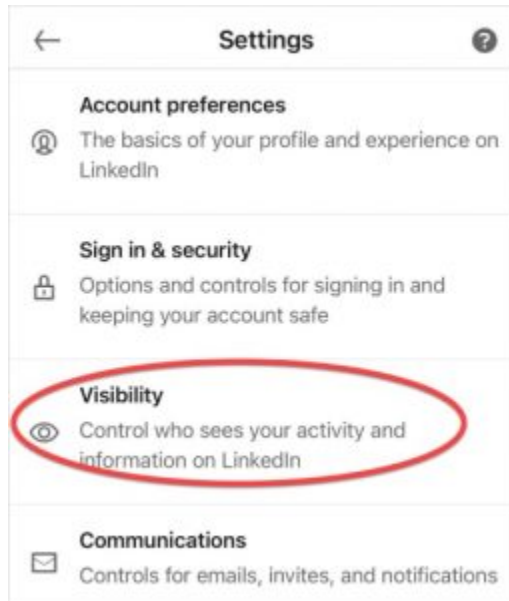 Settings
Account preferences
The basics of your profile and experience on
LinkedIn
Sign in & security
Options and controls for signing in and
keeping your account safe
Visibility
Control who sees your activity and
information on LinkedIn
Communications
Controls for emails, invites, and notifications